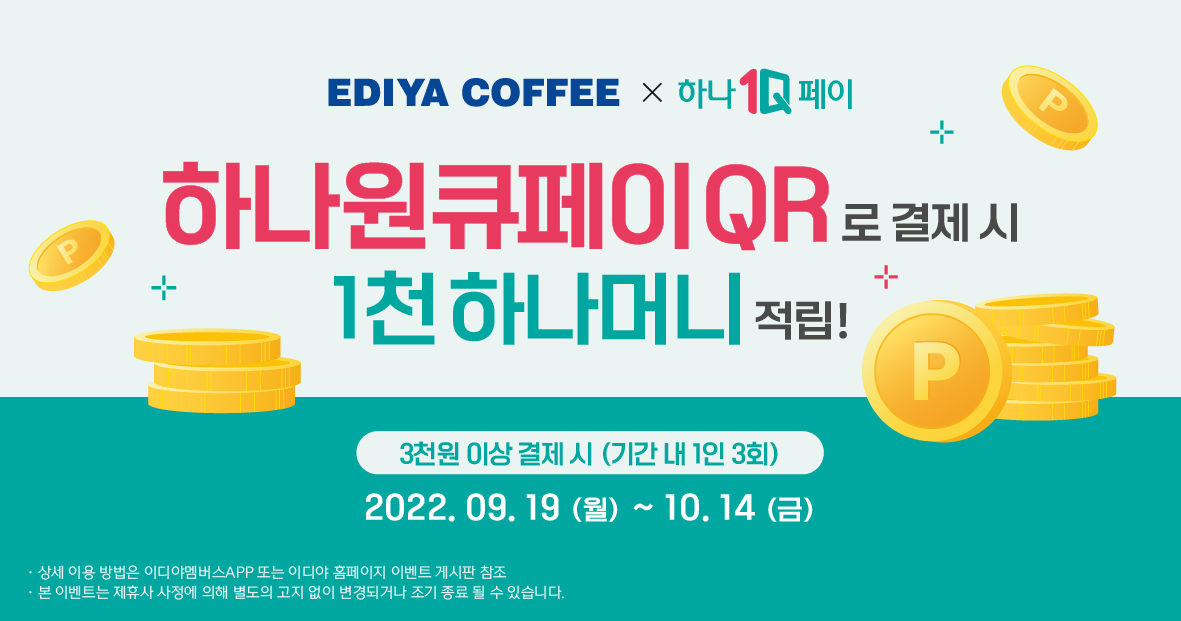 EDIYA COFFEE × 하나 1Q 페이
하나원큐페이 QR로 결제 시
1천 하나머니 적립!
3천원 이상 결제 시 (기간 내 1인 3회)
2022. 09. 19 (월) ~ 10. 14 (금)
· 상세 이용 방법은 이디야멤버스APP 또는 이디야 홈페이지 이벤트 게시판 참조
· 본 이벤트는 제휴사 사정에 의해 별도의 고지 없이 변경되거나 조기 종료 될 수 있습니다.
P
P
P